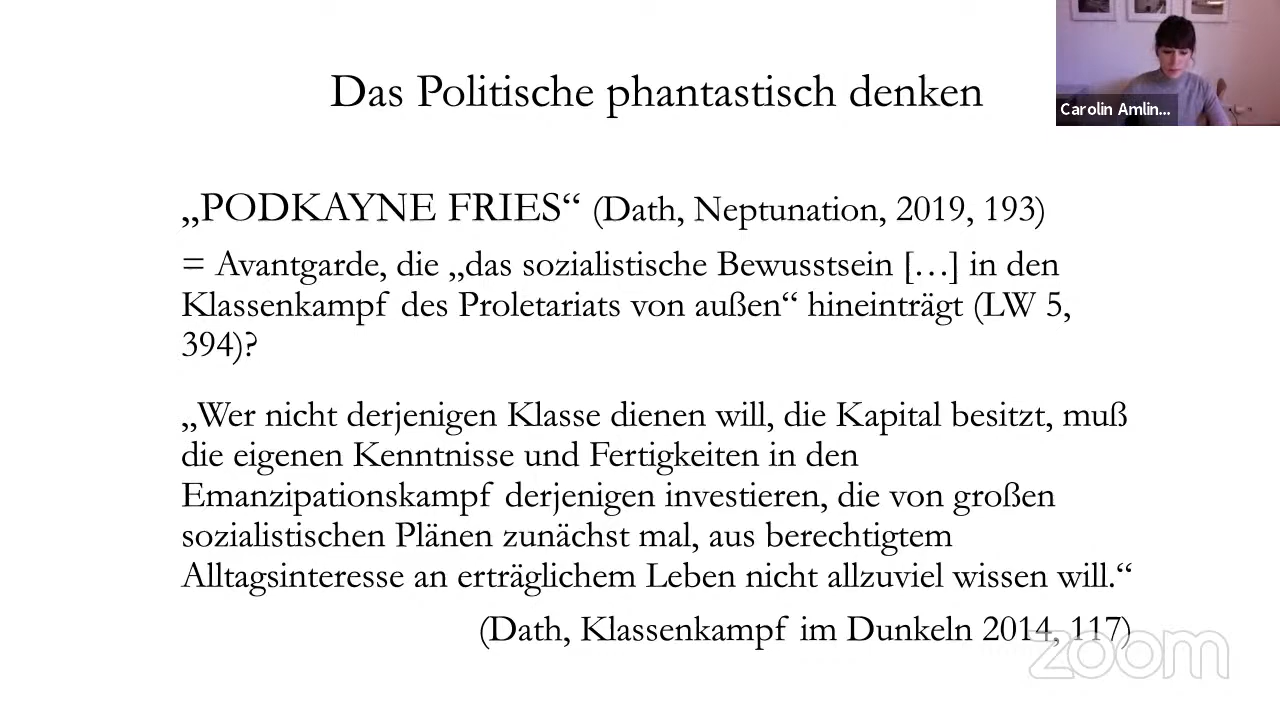 Das Politische phantastisch denken
Carolin Amlin...
„PODKAYNE FRIES“ (Dath, Neptunation, 2019, 193)
= Avantgarde, die „das sozialistische Bewusstsein […] in den
Klassenkampf des Proletariats von außen“ hineinträgt (LW 5,
394)?
„Wer nicht derjenigen Klasse dienen will, die Kapital besitzt, muß
die eigenen Kenntnisse und Fertigkeiten in den
Emanzipationskampf derjenigen investieren, die von großen
sozialistischen Plänen zunächst mal, aus berechtigtem
Alltagsinteresse an erträglichem Leben nicht allzuviel wissen will.“
(Dath, Klassenkampf im Dunkeln 2014, 117)
zoom